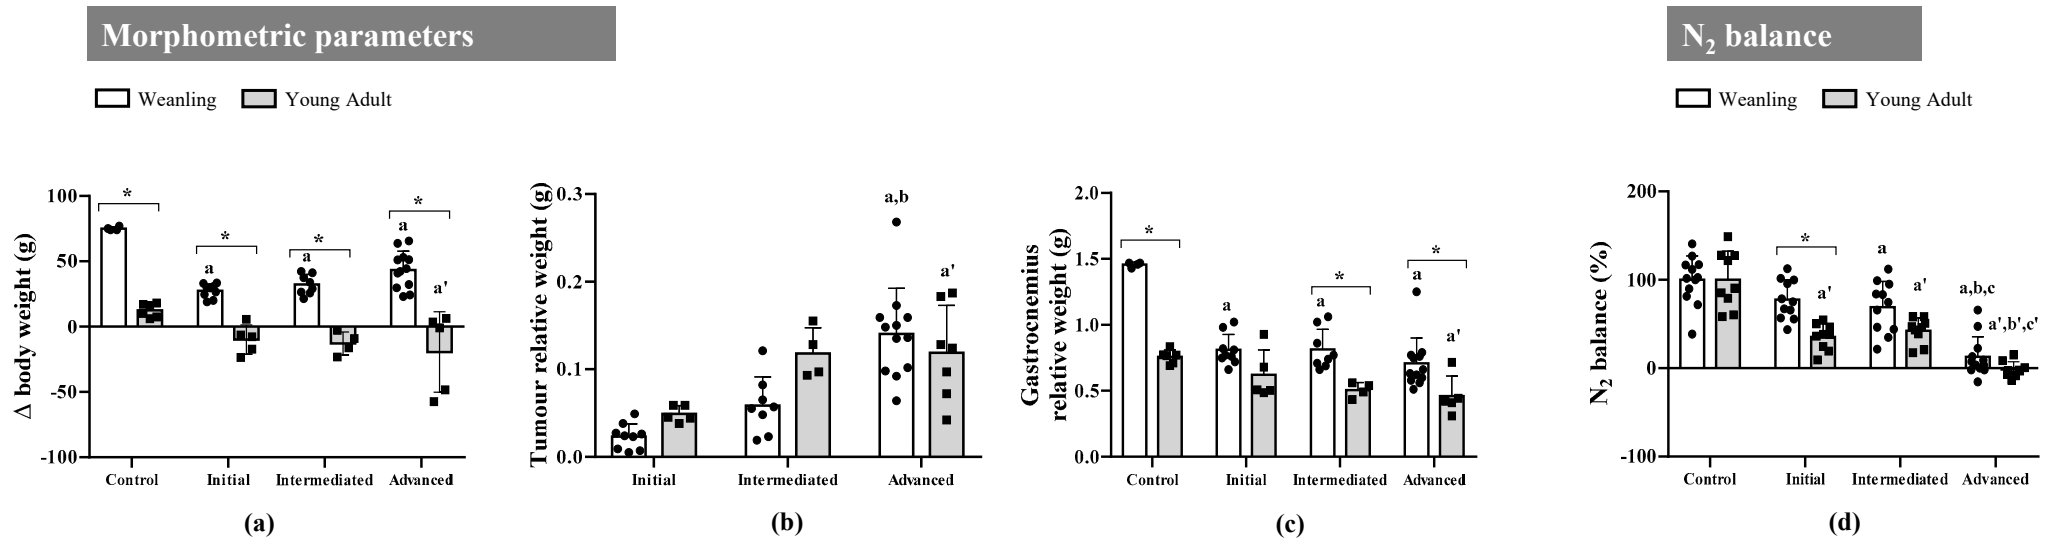 Morphometric parameters
N2 balance
Weanling Young Adult
Weanling Young Adult
Δ body weight (g)
100
50
0
-50
-100
*
*
*
*
a
a
a
a'
Control Initial Intermediated Advanced
(a)
Tumour relative weight (g)
0.3
0.2
0.1
0.0
a,b
a'
Initial Intermediated Advanced
(b)
Gastrocnemius
relative weight (g)
2.0
1.5
1.0
0.5
0.0
*
*
*
a
a
a
a'
Control Initial Intermediated Advanced
(c)
N2 balance (%)
200
100
0
-100
*
a'
a
a'
a,b,c
a',b',c'
Control Initial Intermediated Advanced
(d)